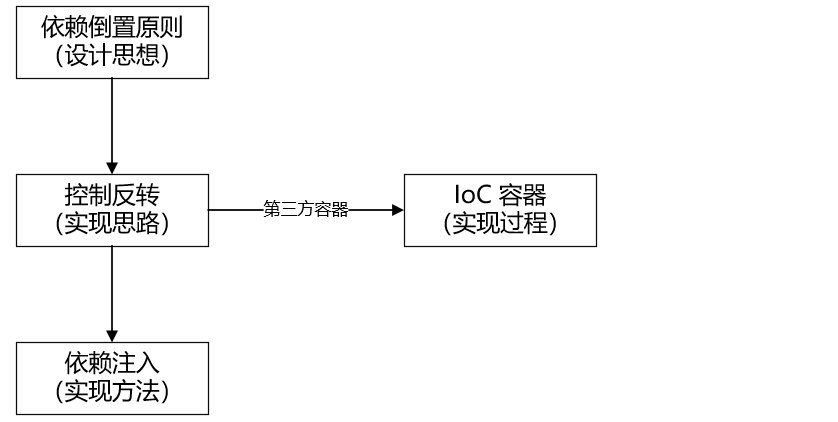 依赖倒置原则
（设计思想）
控制反转
（实现思路）
第三方容器
IoC 容器
（实现过程）
依赖注入
（实现方法）